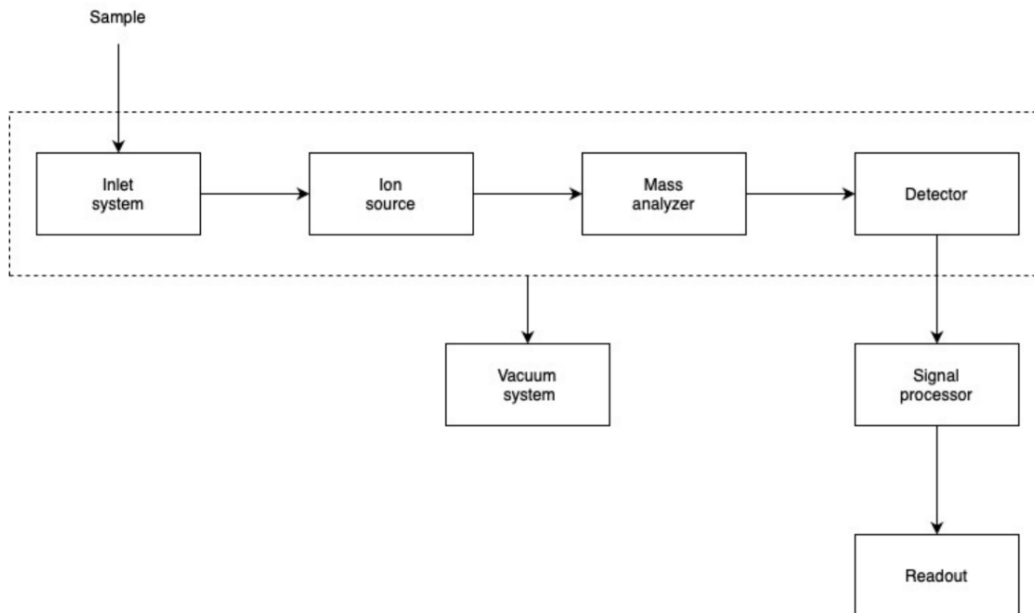 Sample
Inlet
system
Ion
source
Mass
analyzer
Detector
Vacuum
system
Signal
processor
Readout